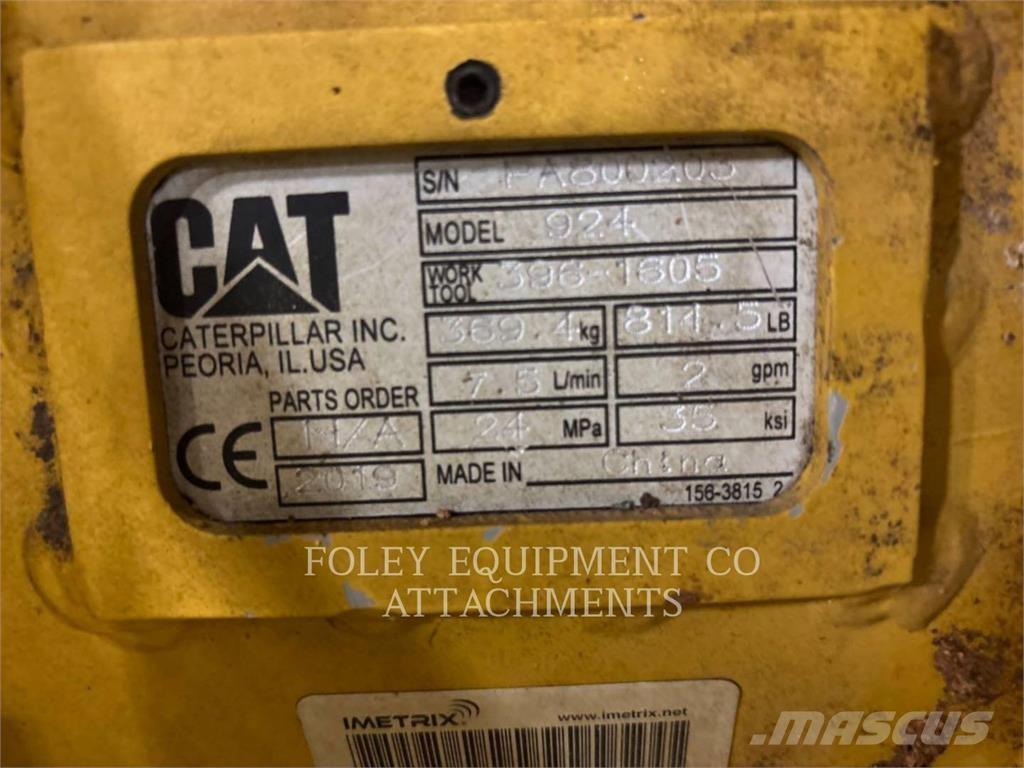 CAT
CATERPILLAR INC.
PEORIA, IL.USA
S/N PA800203
MODEL 924
WORK TOOL 396-1605
369.4 kg 814.5 LB
7.5 L/min 2 gpm
PARTS ORDER
N/A
24 MPa 35 ksi
CE
2019
MADE IN China
156-3815 2
FOLEY EQUIPMENT CO
ATTACHMENTS
IMETRIX www.imetrix.net
MASCUS